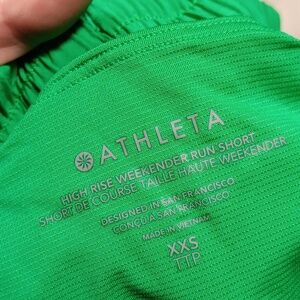 ATHLETA
HIGH RISE WEEKENDER RUN SHORT
SHORT DE COURSE TAILLE HAUTE WEEKENDER
DESIGNED IN SAN FRANCISCO
CONÇU A SAN FRANCISCO
MADE IN VIETNAM
XXS
TTP